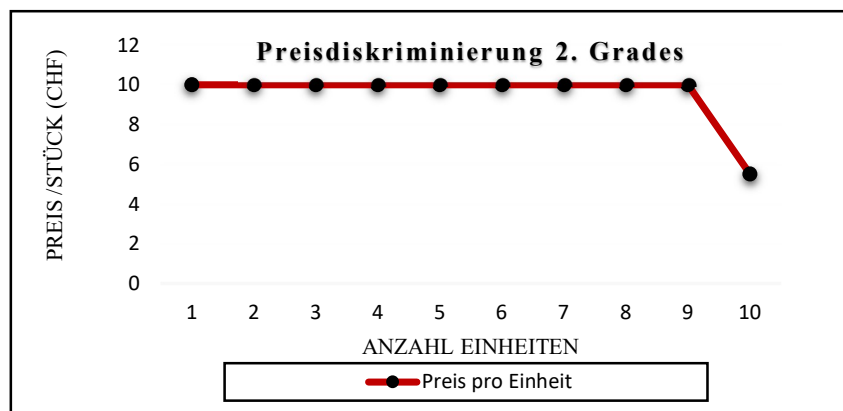 Preisdiskriminierung 2. Grades
PREIS/STÜCK (CHF)
12
10
8
6
4
2
0
1 2 3 4 5 6 7 8 9 10
ANZAHL EINHEITEN
Preis pro Einheit